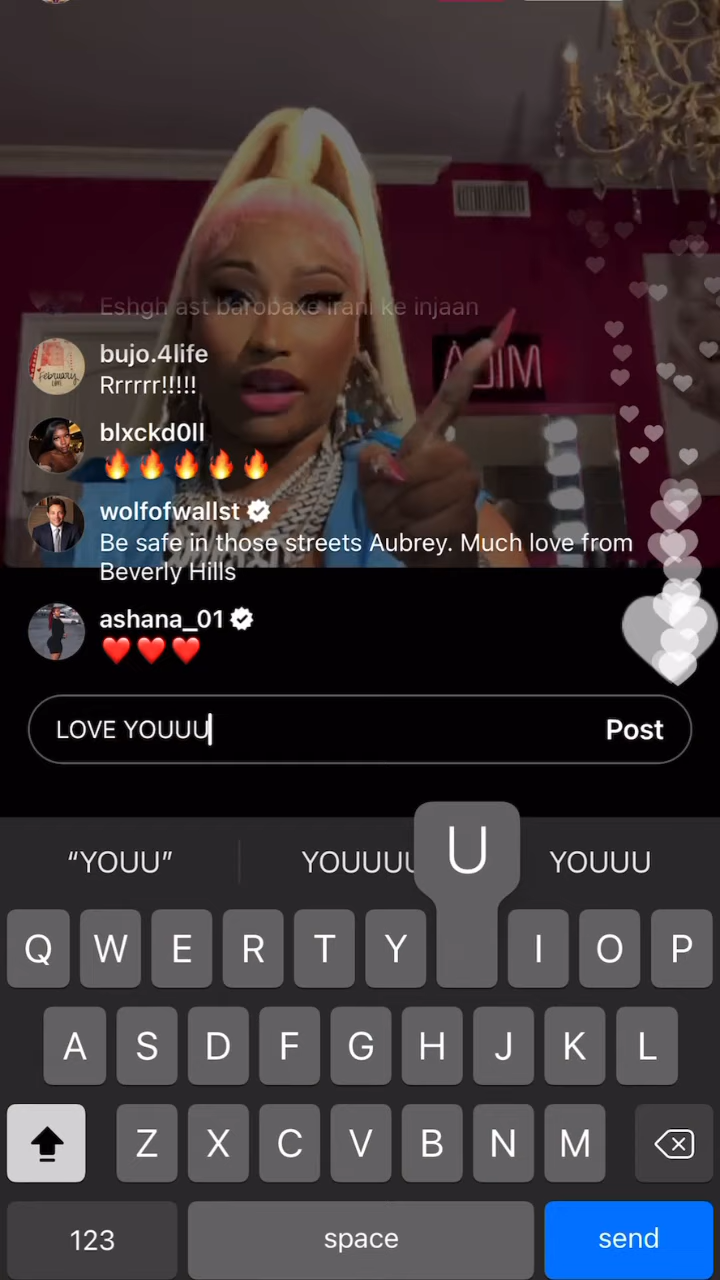 Eshgh ast barobaxe irani ke injaan
bujo.4life
Rrrrrr!!!!!
blxckd0ll
🔥🔥🔥🔥🔥
wolfofwallst
Be safe in those streets Aubrey. Much love from
Beverly Hills
ashana_01
❤️❤️❤️
LOVE YOUUU
Post
“YOUU”
YOUUUU
YOUUU
U
Q W E R T Y I O P
A S D F G H J K L
Z X C V B N M
123
space
send